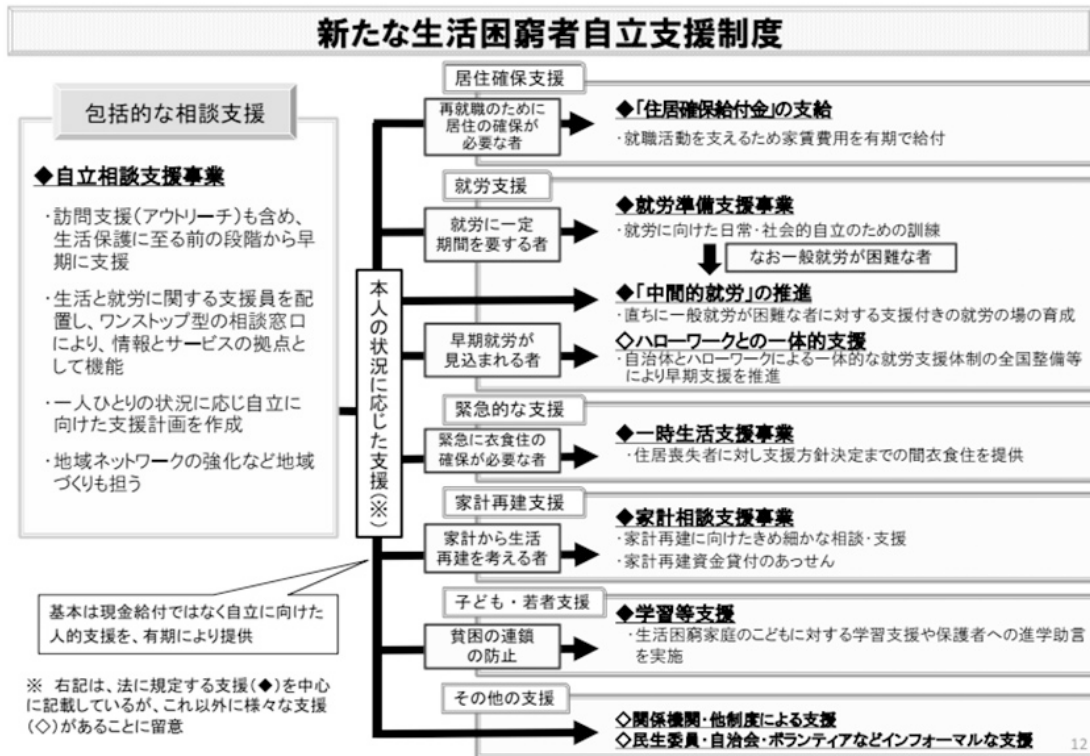 新たな生活困窮者自立支援制度
包括的な相談支援
◆自立相談支援事業
・訪問支援(アウトリーチ)も含め、
生活保護に至る前の段階から早
期に支援
・生活と就労に関する支援員を配
置し、ワンストップ型の相談窓口
により、情報とサービスの拠点と
して機能
・一人ひとりの状況に応じ自立に
向けた支援計画を作成
・地域ネットワークの強化など地域
づくりも担う
基本は現金給付ではなく自立に向けた
人的支援を、有期により提供
※ 右記は、法に規定する支援(◆)を中心
に記載しているが、これ以外に様々な支援
(◇)があることに留意
本人の状況に応じた支援(※)
居住確保支援
再就職のために
居住の確保が
必要な者
◆「住居確保給付金」の支給
・就職活動を支えるため家賃費用を有期で給付
就労支援
就労に一定
期間を要する者
◆就労準備支援事業
・就労に向けた日常・社会的自立のための訓練
なお一般就労が困難な者
◆「中間的就労」の推進
・直ちに一般就労が困難な者に対する支援付きの就労の場の育成
早期就労が
見込まれる者
◇ハローワークとの一体的支援
・自治体とハローワークによる一体的な就労支援体制の全国整備等
により早期支援を推進
緊急的な支援
緊急に衣食住の
確保が必要な者
◆一時生活支援事業
・住居喪失者に対し支援方針決定までの間衣食住を提供
家計再建支援
家計から生活
再建を考える者
◆家計相談支援事業
・家計再建に向けたきめ細かな相談・支援
・家計再建資金貸付のあっせん
子ども・若者支援
貧困の連鎖
の防止
◆学習等支援
・生活困窮家庭のこどもに対する学習支援や保護者への進学助言
を実施
その他の支援
◇関係機関・他制度による支援
◇民生委員・自治会・ボランティアなどインフォーマルな支援
12